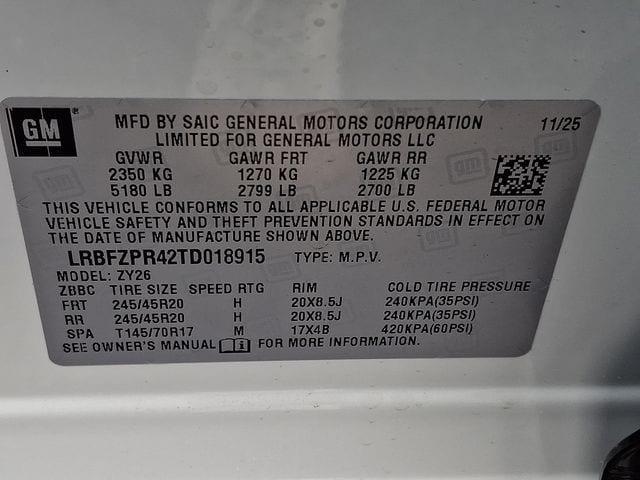 GM
MFD BY SAIC GENERAL MOTORS CORPORATION 11/25
LIMITED FOR GENERAL MOTORS LLC
GVWR GAWR FRT GAWR RR
2350 KG 1270 KG 1225 KG
5180 LB 2799 LB 2700 LB
THIS VEHICLE CONFORMS TO ALL APPLICABLE U.S. FEDERAL MOTOR
VEHICLE SAFETY AND THEFT PREVENTION STANDARDS IN EFFECT ON
THE DATE OF MANUFACTURE SHOWN ABOVE.
LRBFZPR42TD018915 TYPE: M.P.V.
MODEL: ZY26
ZBBC TIRE SIZE SPEED RTG RIM COLD TIRE PRESSURE
FRT 245/45R20 H 20X8.5J 240KPA(35PSI)
RR 245/45R20 H 20X8.5J 240KPA(35PSI)
SPA T145/70R17 M 17X4B 420KPA(60PSI)
SEE OWNER'S MANUAL i FOR MORE INFORMATION.